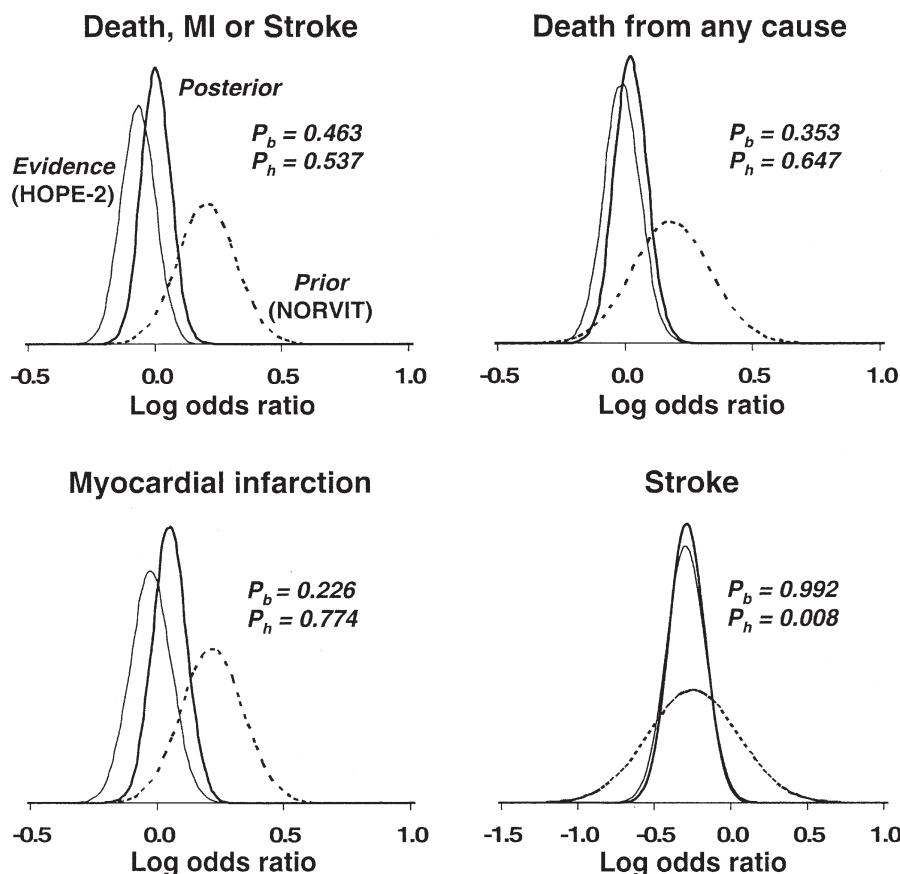 Death, MI or Stroke
Posterior
Evidence
(HOPE-2)
P_b = 0.463
P_h = 0.537
Prior
(NORVIT)
-0.5 0.0 0.5 1.0
Log odds ratio
Death from any cause
P_b = 0.353
P_h = 0.647
-0.5 0.0 0.5 1.0
Log odds ratio
Myocardial infarction
P_b = 0.226
P_h = 0.774
-0.5 0.0 0.5 1.0
Log odds ratio
Stroke
P_b = 0.992
P_h = 0.008
-1.5 -1.0 -0.5 0.0 0.5 1.0
Log odds ratio